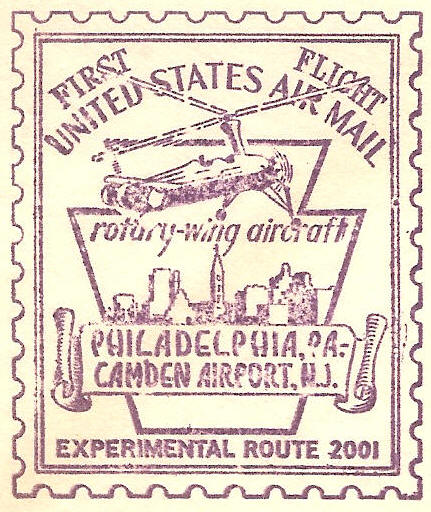 FIRST FLIGHT
UNITED STATES AIR MAIL
rotary-wing aircraft
PHILADELPHIA, PA.-
CAMDEN AIRPORT, N.J.
EXPERIMENTAL ROUTE 2001